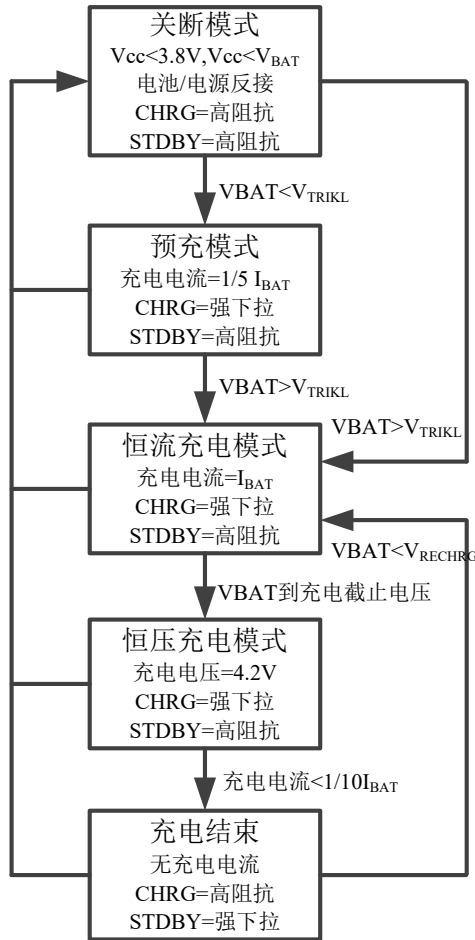 关断模式
Vcc<3.8V,Vcc<VBAT
电池/电源反接
CHRG=高阻抗
STDBY=高阻抗
VBAT<VTRIKL
预充模式
充电电流=1/5 IBAT
CHRG=强下拉
STDBY=高阻抗
VBAT>VTRIKL
VBAT>VTRIKL
恒流充电模式
充电电流=IBAT
CHRG=强下拉
STDBY=高阻抗
VBAT<VRECHRG
VBAT到充电截止电压
恒压充电模式
充电电压=4.2V
CHRG=强下拉
STDBY=高阻抗
充电电流<1/10IBAT
充电结束
无充电电流
CHRG=高阻抗
STDBY=强下拉